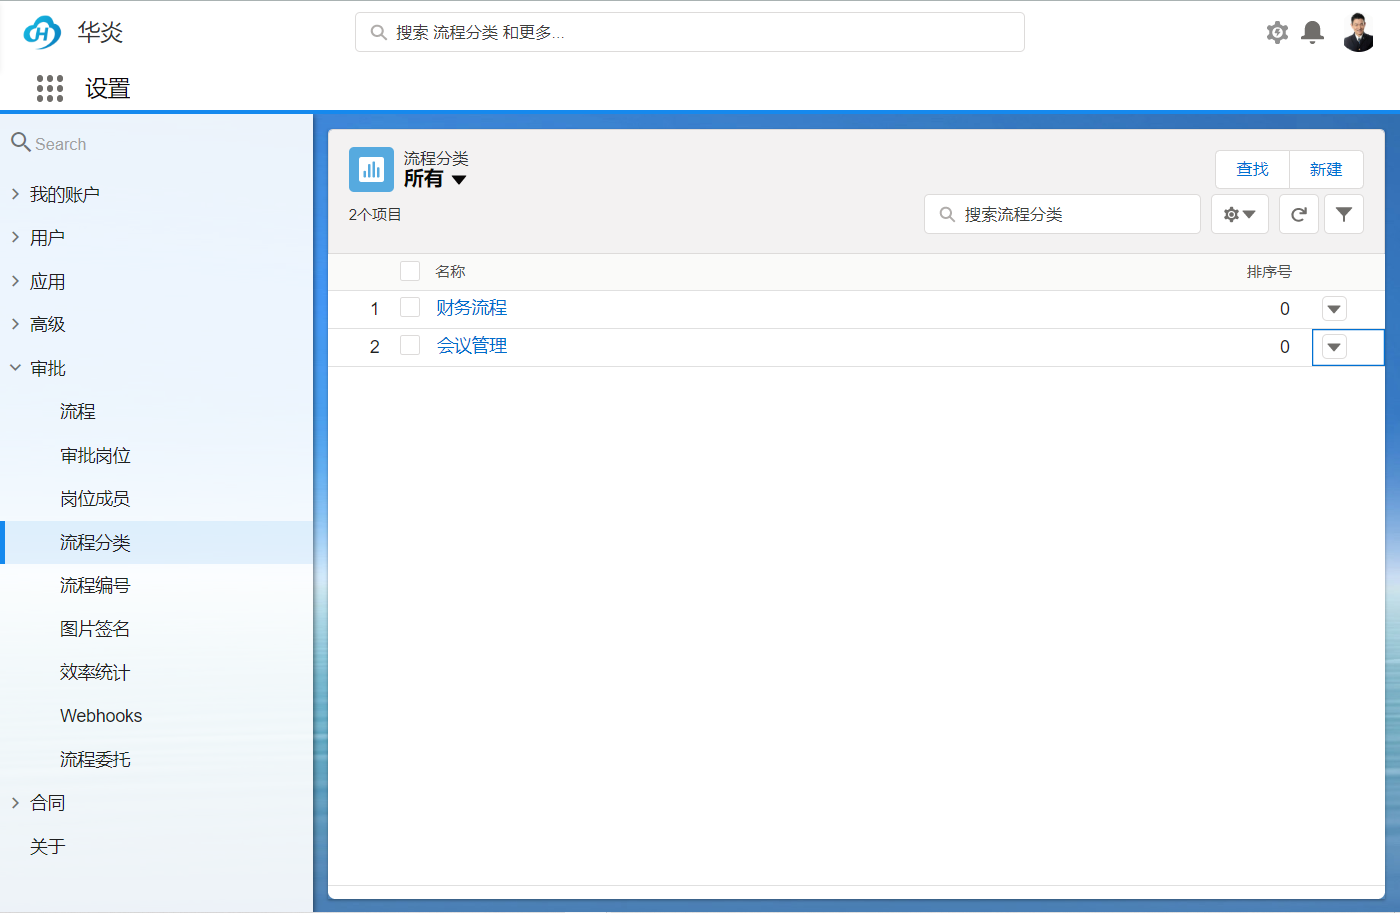 华炎
搜索 流程分类 和更多...
设置
Search
我的账户
用户
应用
高级
审批
流程
审批岗位
岗位成员
流程分类
流程编号
图片签名
效率统计
Webhooks
流程委托
合同
关于
流程分类
所有
2个项目
查找
新建
搜索流程分类
名称 排序号
1 财务流程 0
2 会议管理 0